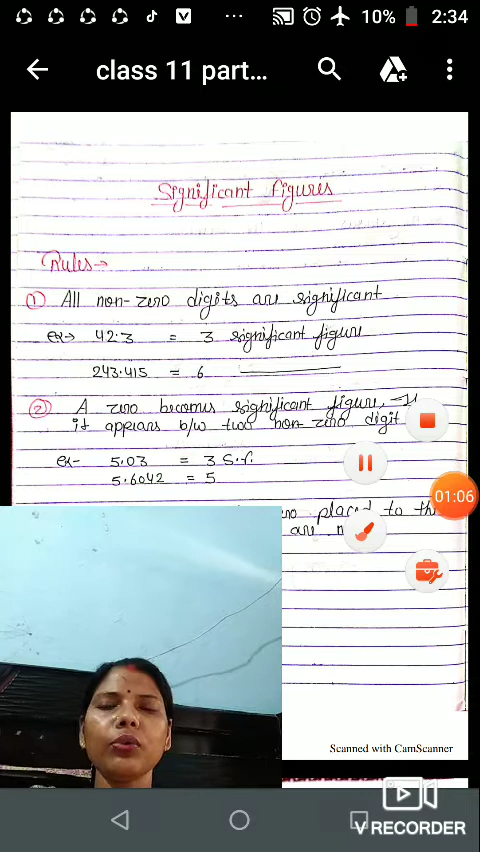 10% 2:34
class 11 part...
Significant figures
Rules→
① All non-zero digits are significant
ex→ 42.3 = 3 significant figure
243.415 = 6
② A zero becomes significant figure, if
it appears b/w two non-zero digit
ex- 5.03 = 3 S.f.
5.6042 = 5
placed to the
are
01:06
Scanned with CamScanner
V RECORDER